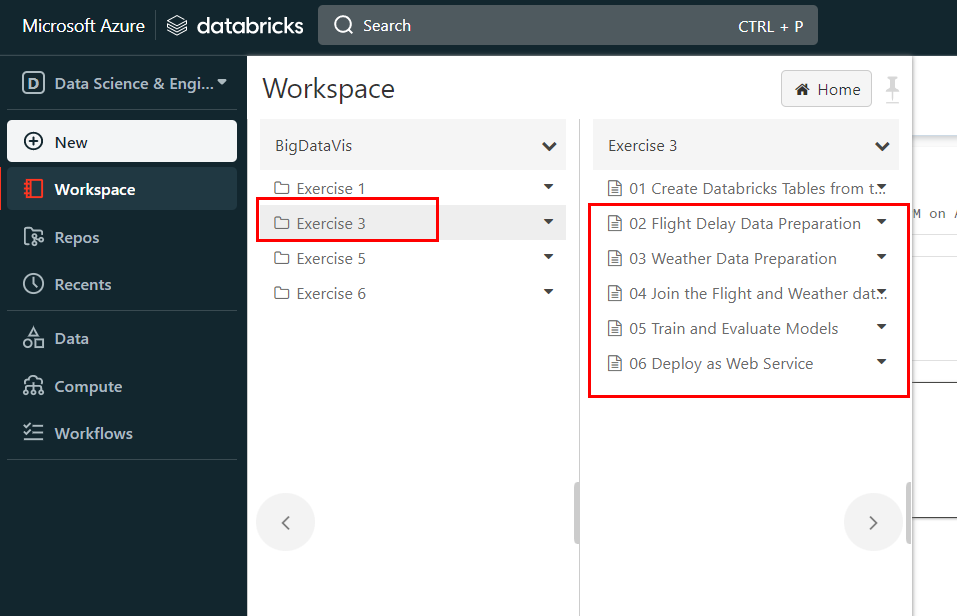 Microsoft Azure
databricks
Search
CTRL + P
D
Data Science & Engi...
New
Workspace
Repos
Recents
Data
Compute
Workflows
Workspace
Home
BigDataVis
Exercise 1
Exercise 3
Exercise 5
Exercise 6
Exercise 3
01 Create Databricks Tables from t...
02 Flight Delay Data Preparation
03 Weather Data Preparation
04 Join the Flight and Weather dat...
05 Train and Evaluate Models
06 Deploy as Web Service
M on A